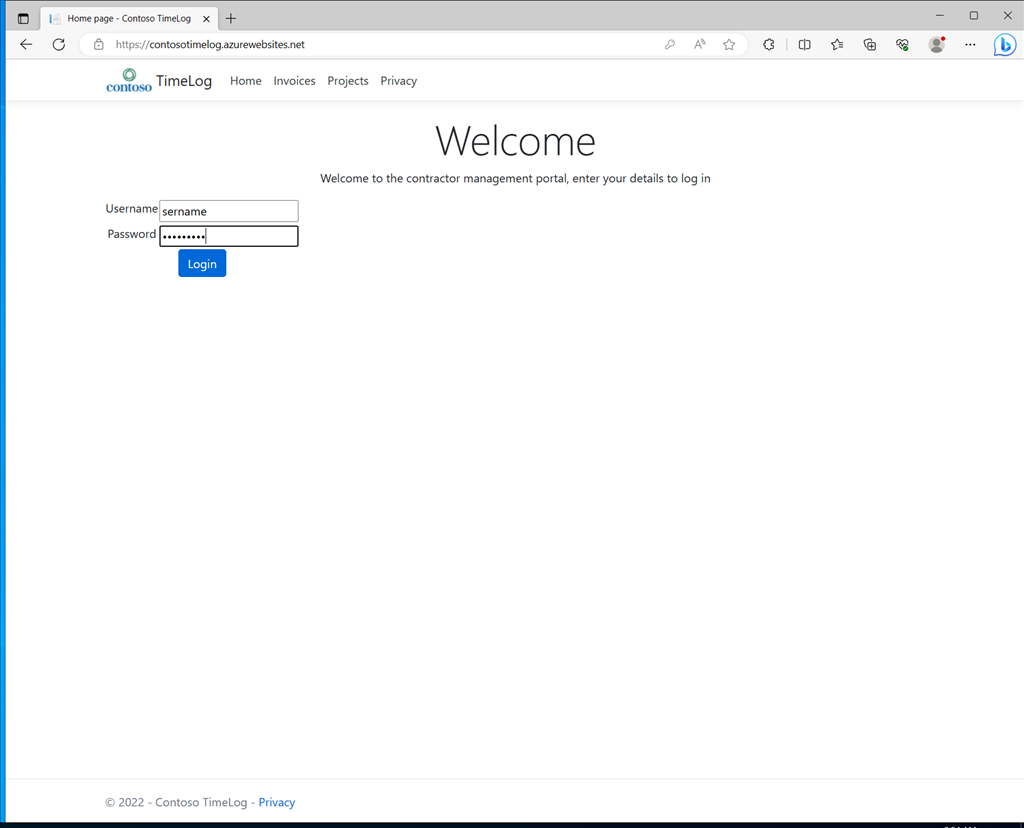 Home page - Contoso TimeLog
https://contosotimelog.azurewebsites.net
contoso TimeLog Home Invoices Projects Privacy
Welcome
Welcome to the contractor management portal, enter your details to log in
Username sername
Password •••••••••
Login
© 2022 - Contoso TimeLog - Privacy